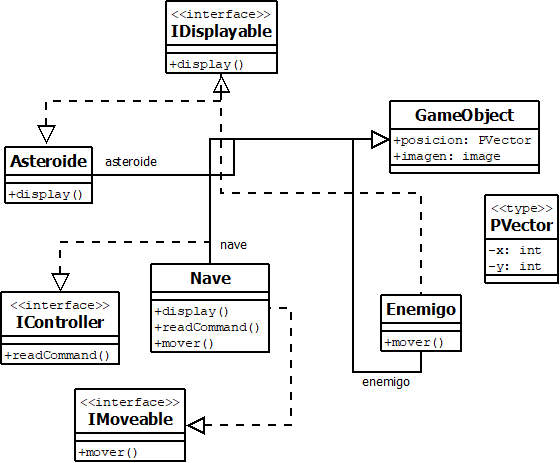 <<interface>>
IDisplayable
+display()
GameObject
+posicion: PVector
+imagen: image
Asteroide
+display()
asteroide
<<type>>
PVector
-x: int
-y: int
nave
Nave
+display()
+readCommand()
+mover()
<<interface>>
IController
+readCommand()
Enemigo
+mover()
enemigo
<<interface>>
IMoveable
+mover()